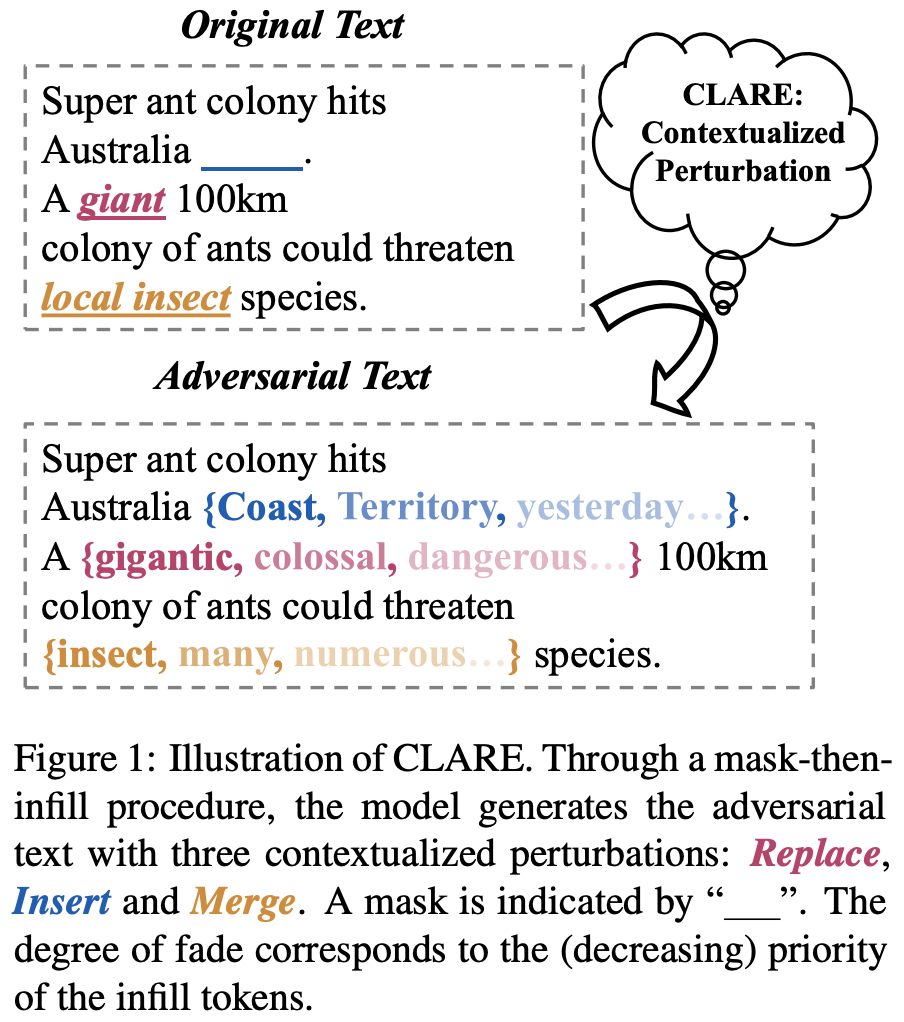 Original Text
Super ant colony hits
Australia _____.
A giant 100km
colony of ants could threaten
local insect species.
CLARE:
Contextualized
Perturbation
Adversarial Text
Super ant colony hits
Australia {Coast, Territory, yesterday...}.
A {gigantic, colossal, dangerous...} 100km
colony of ants could threaten
{insect, many, numerous...} species.
Figure 1: Illustration of CLARE. Through a mask-then-
infill procedure, the model generates the adversarial
text with three contextualized perturbations: Replace,
Insert and Merge. A mask is indicated by “___”. The
degree of fade corresponds to the (decreasing) priority
of the infill tokens.